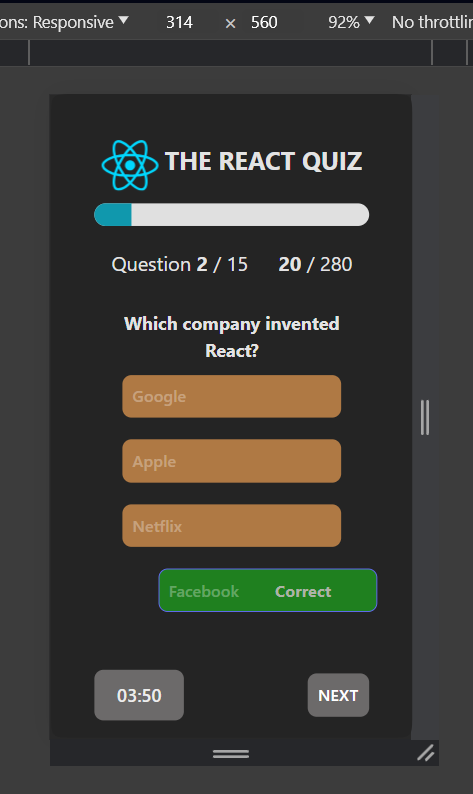 ons: Responsive ▼ 314 × 560 92% ▼ No throttlin
THE REACT QUIZ
Question 2 / 15 20 / 280
Which company invented
React?
Google
Apple
Netflix
Facebook Correct
03:50 NEXT